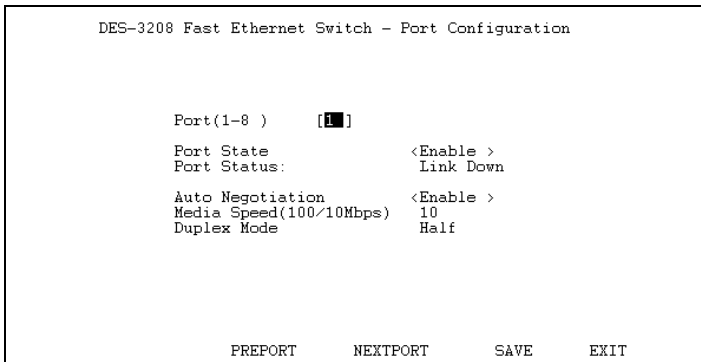 DES-3208 Fast Ethernet Switch - Port Configuration
Port(1-8 ) [1 ]
Port State <Enable >
Port Status: Link Down
Auto Negotiation <Enable >
Media Speed(100/10Mbps) 10
Duplex Mode Half
PREPORT NEXTPORT SAVE EXIT